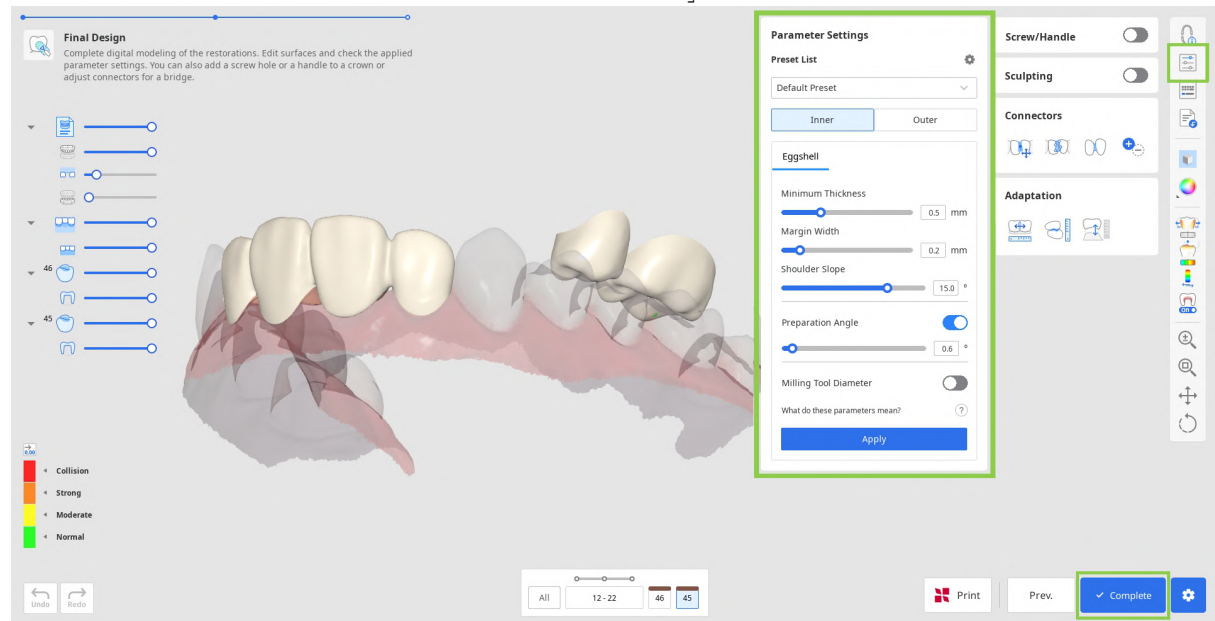 Final Design
Complete digital modeling of the restorations. Edit surfaces and check the applied
parameter settings. You can also add a screw hole or a handle to a crown or
adjust connectors for a bridge.
46
45
0.00
Collision
Strong
Moderate
Normal
Undo
Redo
All
12 - 22
46
45
Parameter Settings
Preset List
Default Preset
Inner
Outer
Eggshell
Minimum Thickness
0.5 mm
Margin Width
0.2 mm
Shoulder Slope
15.0 °
Preparation Angle
0.6 °
Milling Tool Diameter
What do these parameters mean?
?
Apply
Screw/Handle
Sculpting
Connectors
Adaptation
ON
Print
Prev.
Complete